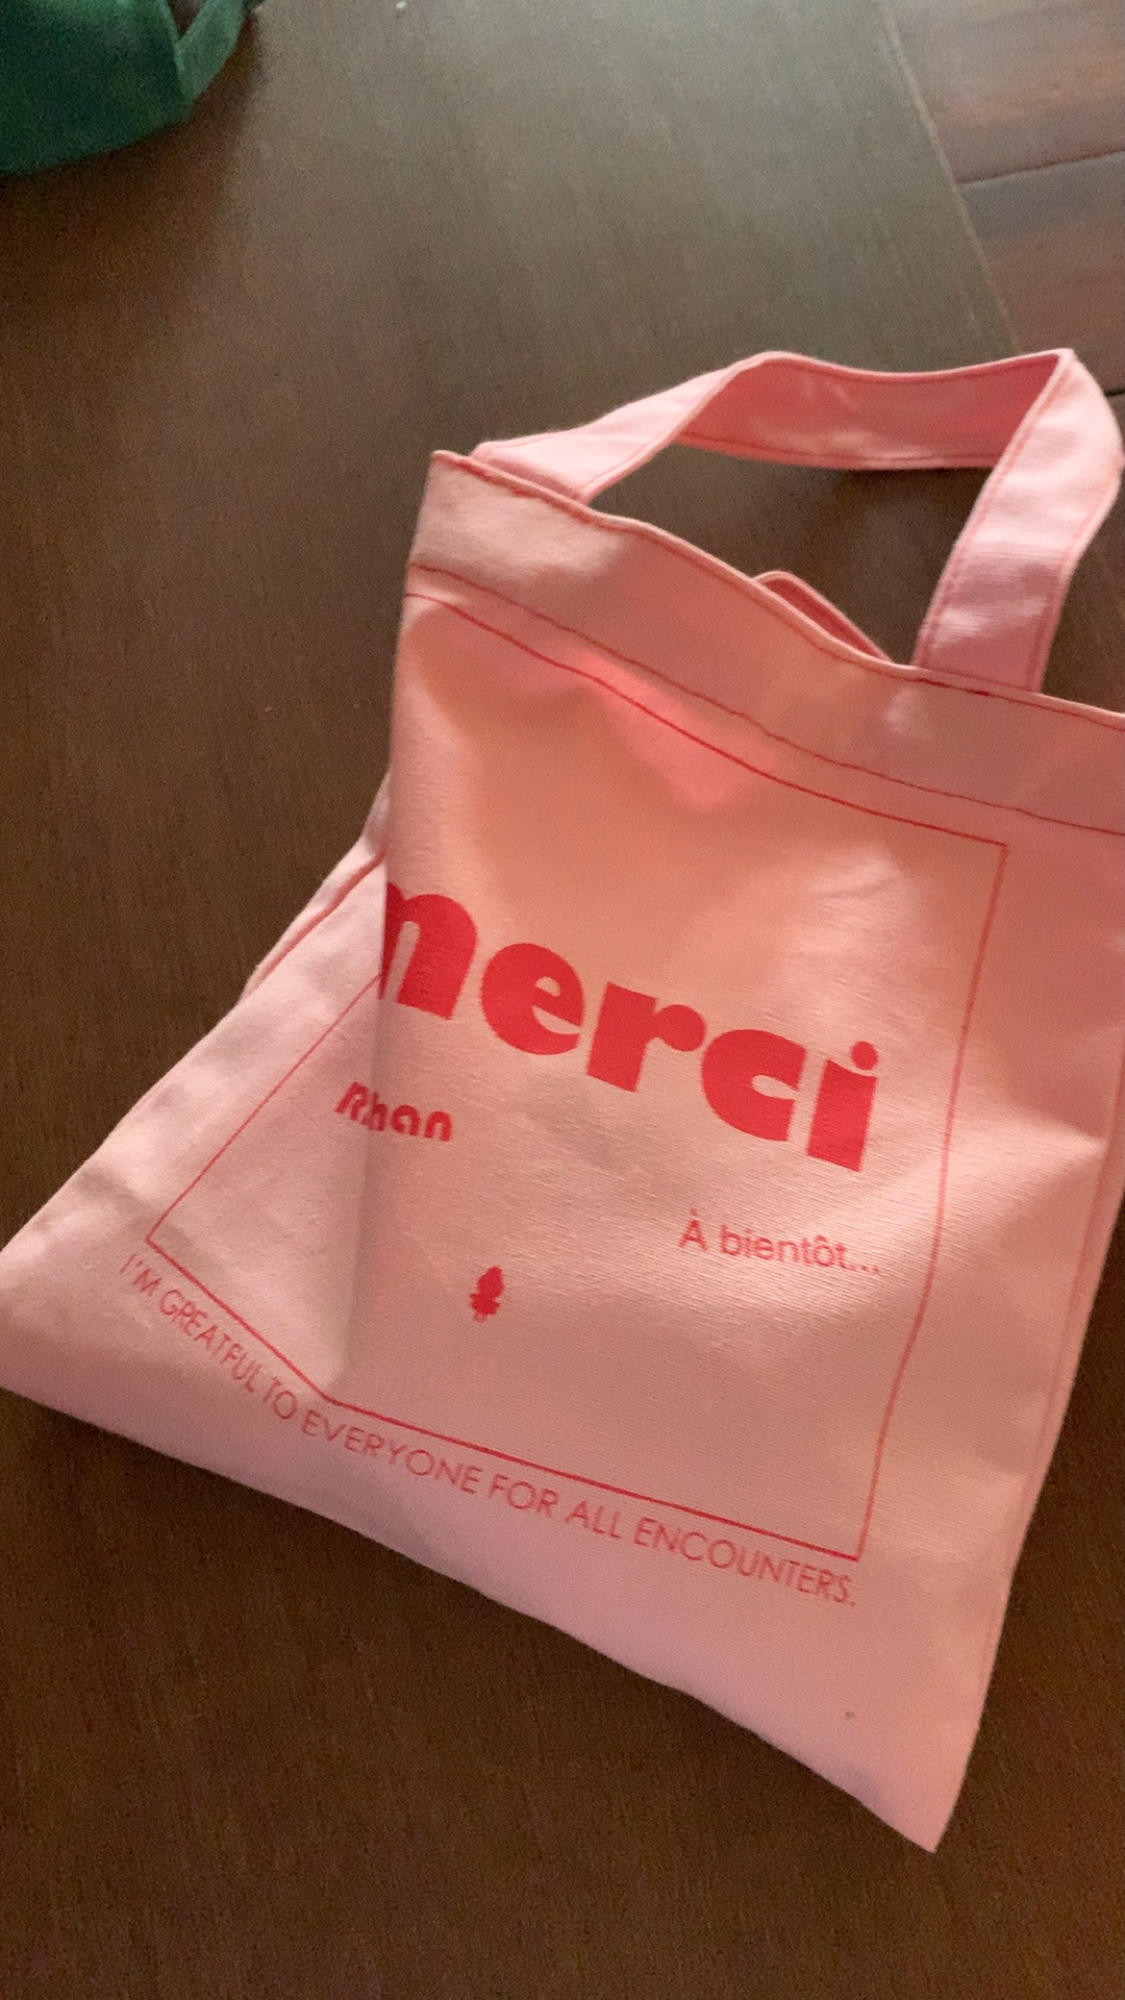 merci
Rhan
À bientôt...
I'M GREATFUL TO EVERYONE FOR ALL ENCOUNTERS.